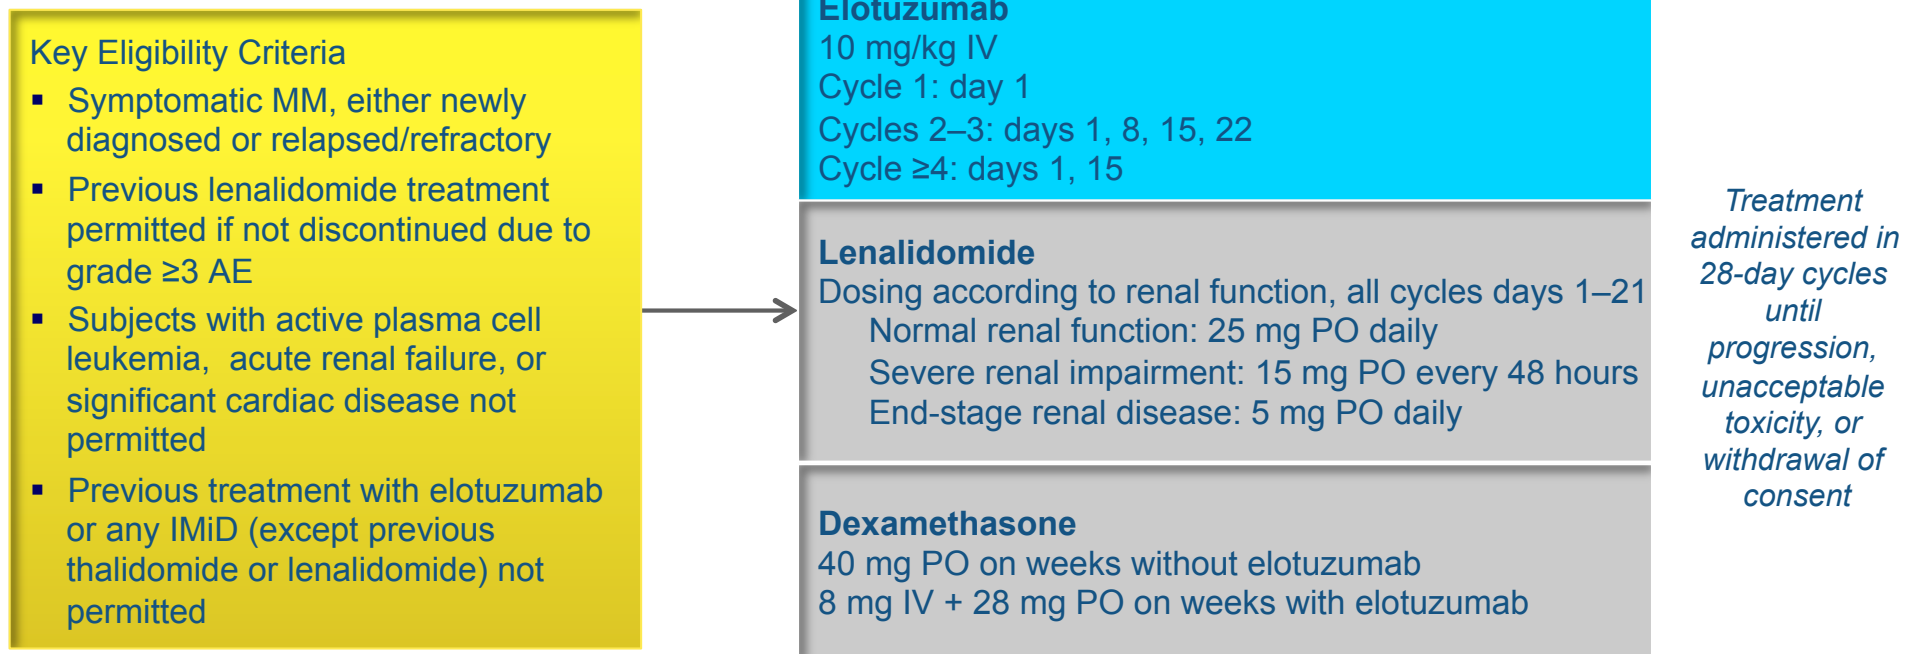 Key Eligibility Criteria
▪ Symptomatic MM, either newly
diagnosed or relapsed/refractory
▪ Previous lenalidomide treatment
permitted if not discontinued due to
grade ≥3 AE
▪ Subjects with active plasma cell
leukemia, acute renal failure, or
significant cardiac disease not
permitted
▪ Previous treatment with elotuzumab
or any IMiD (except previous
thalidomide or lenalidomide) not
permitted
Elotuzumab
10 mg/kg IV
Cycle 1: day 1
Cycles 2–3: days 1, 8, 15, 22
Cycle ≥4: days 1, 15
Lenalidomide
Dosing according to renal function, all cycles days 1–21
Normal renal function: 25 mg PO daily
Severe renal impairment: 15 mg PO every 48 hours
End-stage renal disease: 5 mg PO daily
Dexamethasone
40 mg PO on weeks without elotuzumab
8 mg IV + 28 mg PO on weeks with elotuzumab
Treatment
administered in
28-day cycles
until
progression,
unacceptable
toxicity, or
withdrawal of
consent